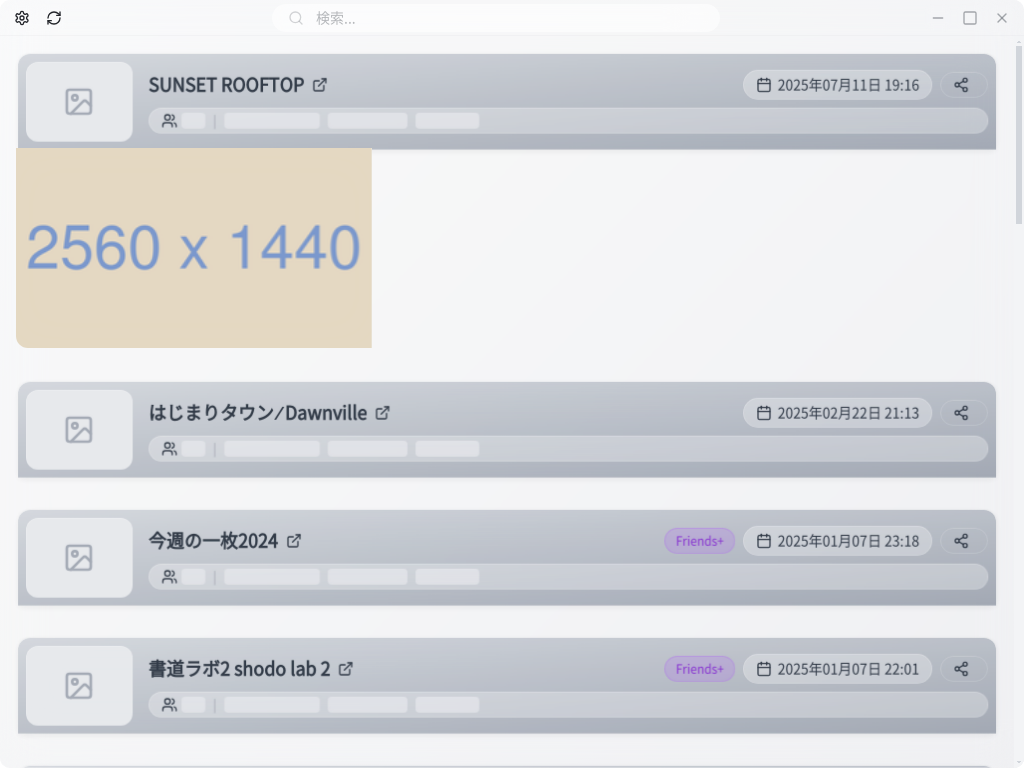 検索...
SUNSET ROOFTOP
2025年07月11日 19:16
2560 x 1440
はじまりタウン⁄Dawnville
2025年02月22日 21:13
今週の一枚2024
Friends+
2025年01月07日 23:18
書道ラボ2 shodo lab 2
Friends+
2025年01月07日 22:01